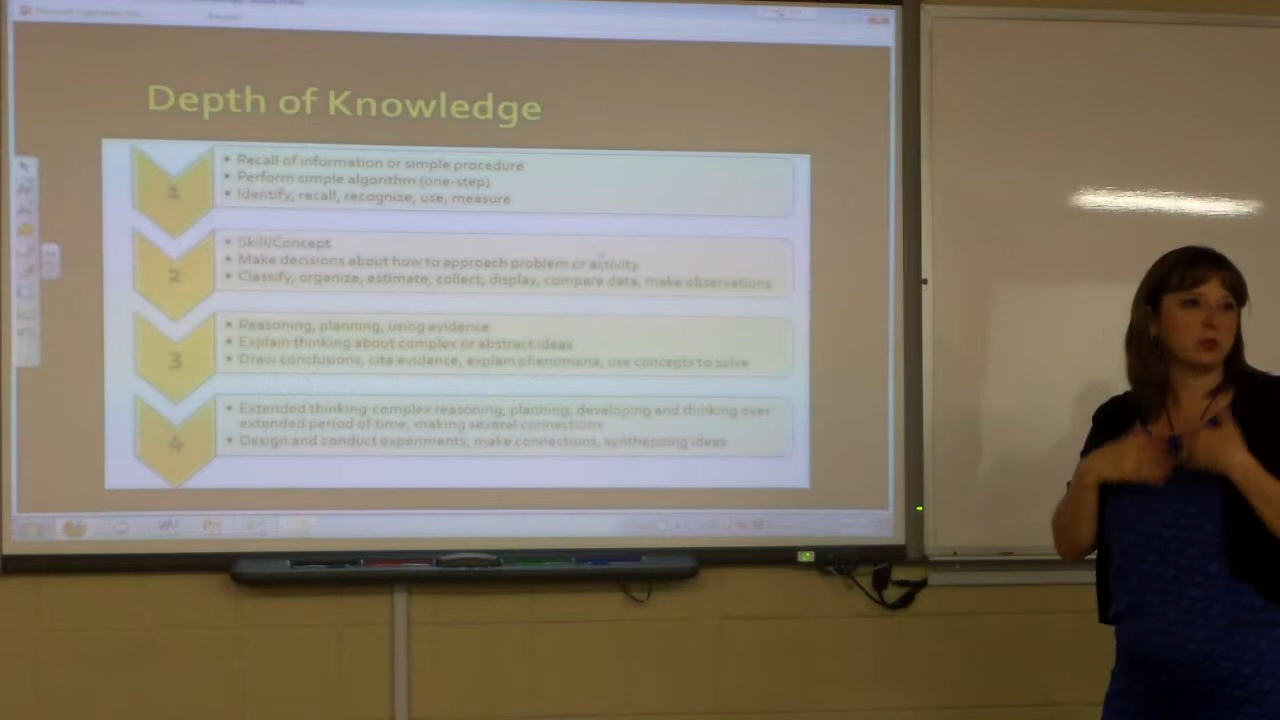 Depth of Knowledge
1
• Recall of information or simple procedure
• Perform simple algorithm (one-step)
• Identify, recall, recognize, use, measure
2
• Skill/Concept
• Make decisions about how to approach problem or activity
• Classify, organize, estimate, collect, display, compare data, make observations
3
• Reasoning, planning, using evidence
• Explain thinking about complex or abstract ideas
• Draw conclusions, cite evidence, explain phenomena, use concepts to solve
4
• Extended thinking-complex reasoning, planning, developing and thinking over
extended period of time, making several connections
• Design and conduct experiments, make connections, synthesizing ideas